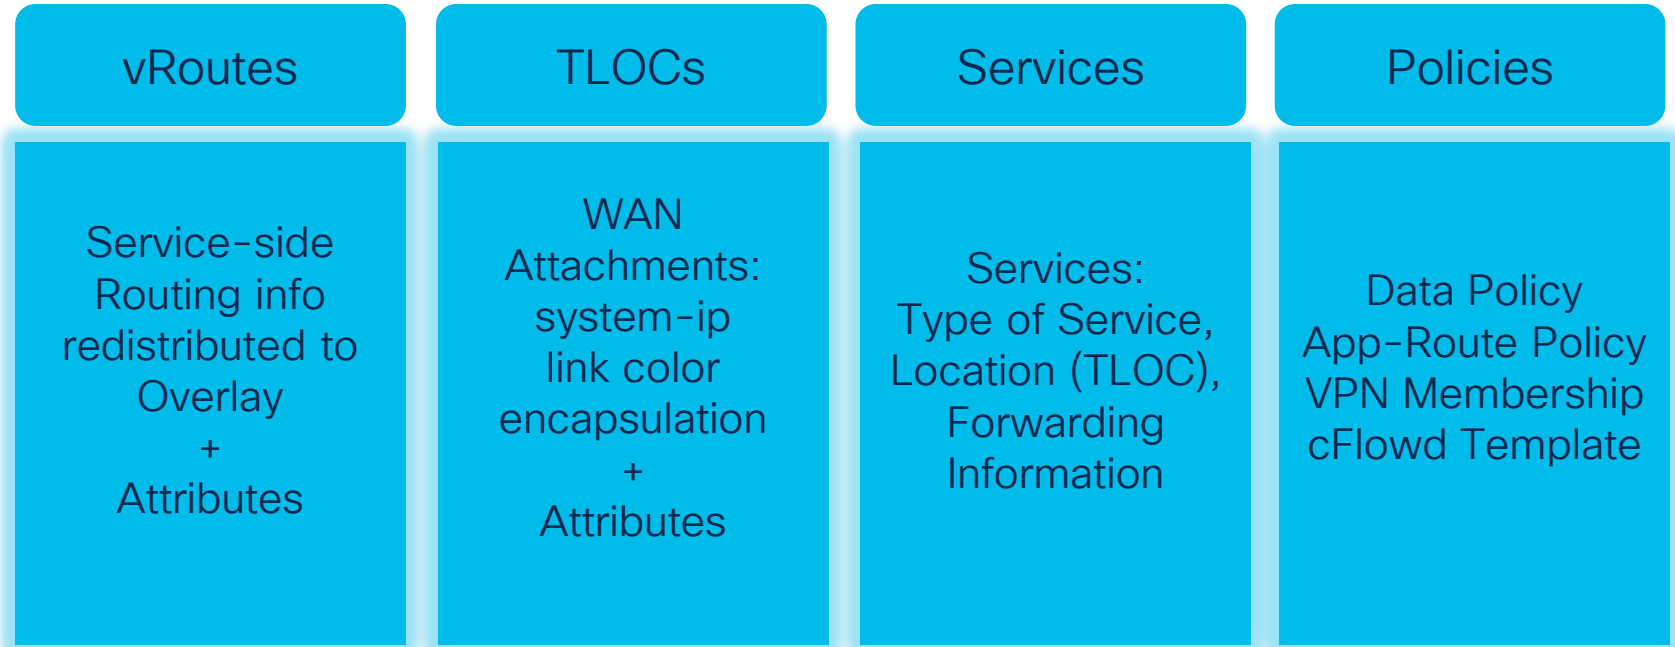 vRoutes
Service-side
Routing info
redistributed to
Overlay
+
Attributes
TLOCs
WAN
Attachments:
system-ip
link color
encapsulation
+
Attributes
Services
Services:
Type of Service,
Location (TLOC),
Forwarding
Information
Policies
Data Policy
App-Route Policy
VPN Membership
cFlowd Template